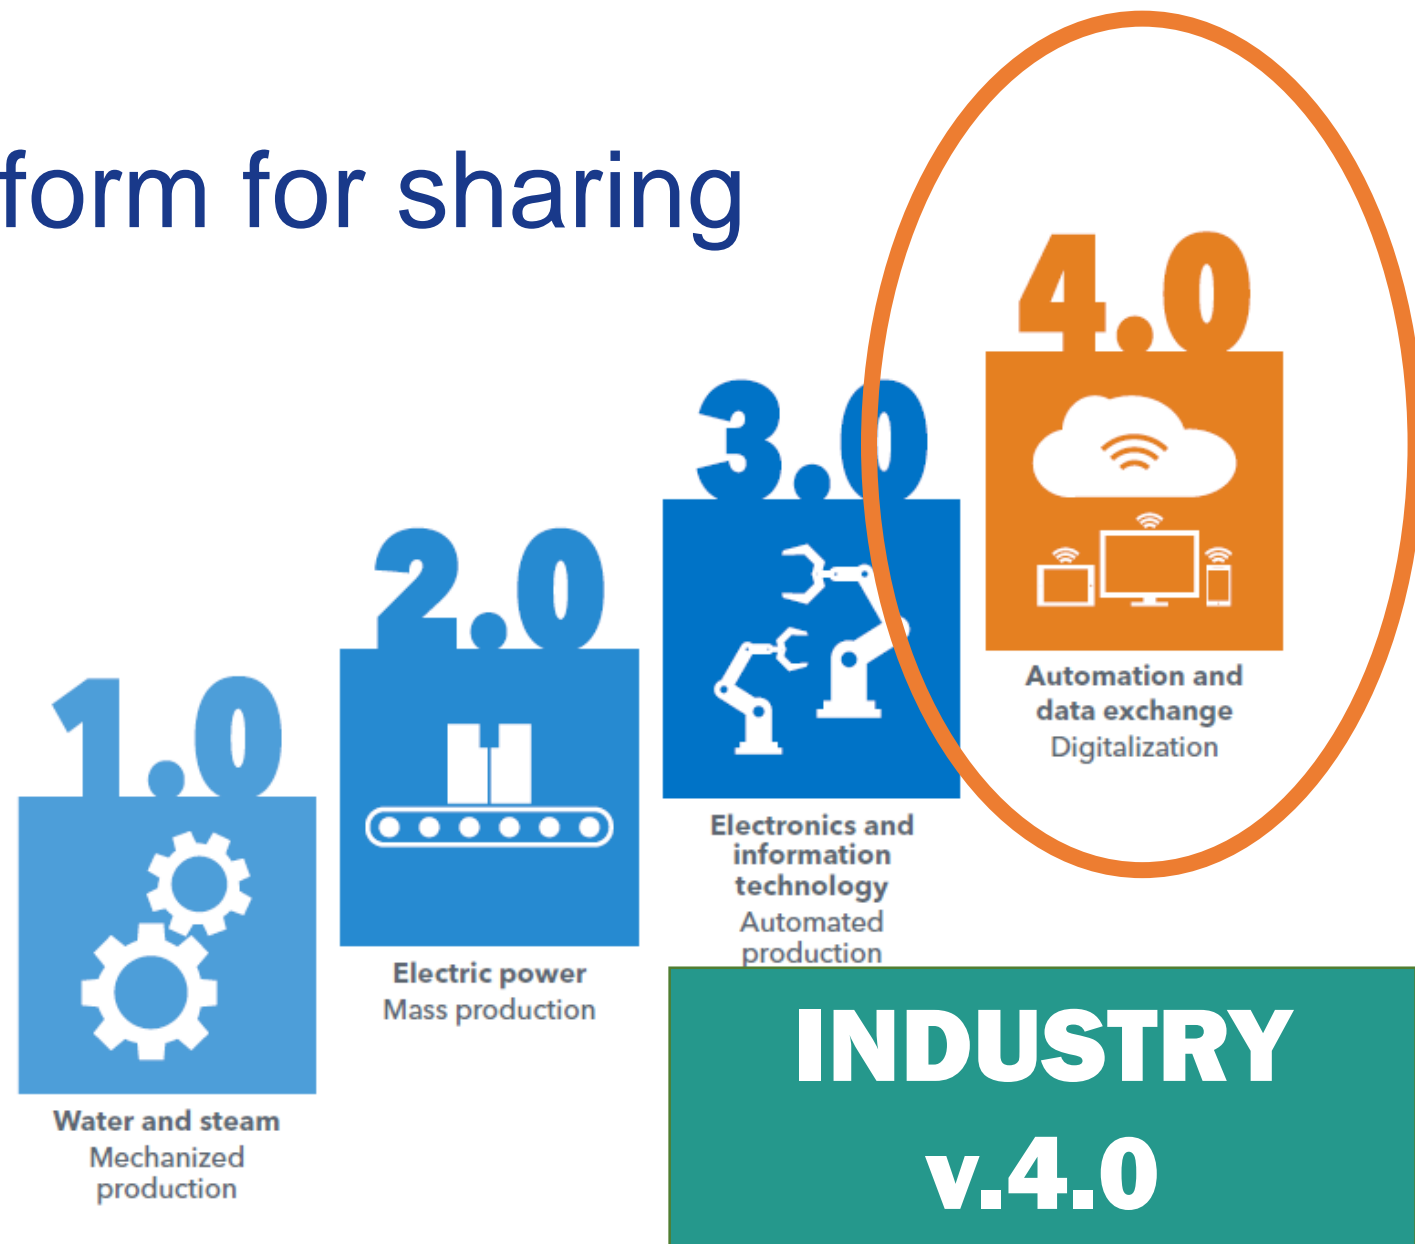 form for sharing
1.0
Water and steam
Mechanized
production
2.0
Electric power
Mass production
3.0
Electronics and
information
technology
Automated
production
4.0
Automation and
data exchange
Digitalization
INDUSTRY
v.4.0